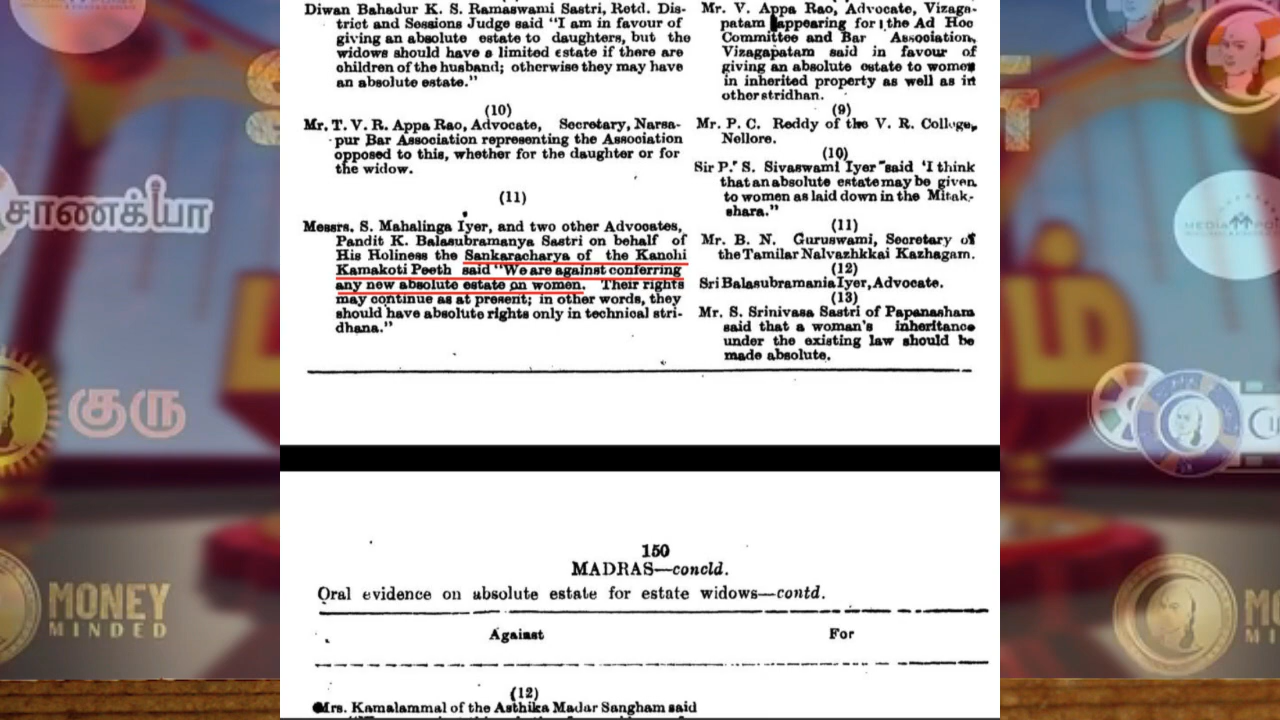 Diwan Bahadur K. S. Ramaswami Sastri, Retd. Dis-
trict and Sessions Judge said "I am in favour of
giving an absolute estate to daughters, but the
widows should have a limited estate if there are
children of the husband; otherwise they may have
an absolute estate."
(10)
Mr. T. V. R. Appa Rao, Advocate, Secretary, Narsa-
pur Bar Association representing the Association
opposed to this, whether for the daughter or for
the widow.
(11)
Messrs. S. Mahalinga Iyer, and two other Advocates,
Pandit K. Balasubramanya Sastri on behalf of
His Holiness the Sankaracharya of the Kanchi
Kamakoti Peeth said "We are against conferring
any new absolute estate on women. Their rights
may continue as at present; in other words, they
should have absolute rights only in technical stri-
dhana."
Mr. V. Appa Rao, Advocate, Vizaga-
patam appearing for the Ad Hoc
Committee and Bar Association,
Vizagapatam said in favour of
giving an absolute estate to women
in inherited property as well as in
other stridhan.
(9)
Mr. P. C. Reddy of the V. R. College,
Nellore.
(10)
Sir P. S. Sivaswami Iyer said 'I think
that an absolute estate may be given
to women as laid down in the Mitak-
shara."
(11)
Mr. B. N. Guruswami, Secretary of
the Tamilar Nalvazhkkai Kazhagam.
(12)
Sri Balasubramania Iyer, Advocate.
(13)
Mr. S. Srinivasa Sastri of Papanasham
said that a woman's inheritance
under the existing law should be
made absolute.
150
MADRAS—concld.
Oral evidence on absolute estate for estate widows—contd.
Against For
(12)
Mrs. Kamalammal of the Asthika Madar Sangham said
சாணக்யா
குரு
MONEY
MINDED